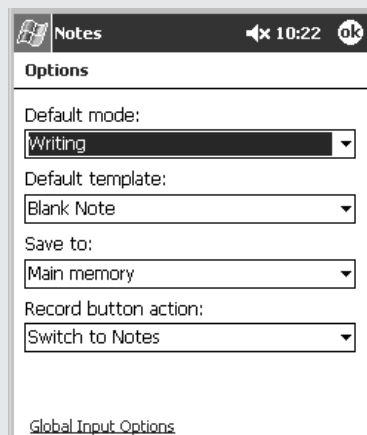 Notes 10:22 ok
Options
Default mode:
Writing
Default template:
Blank Note
Save to:
Main memory
Record button action:
Switch to Notes
Global Input Options